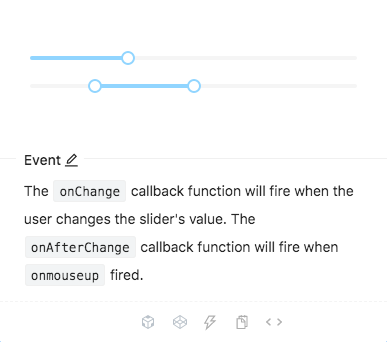 Event
The onChange callback function will fire when the
user changes the slider's value. The
onAfterChange callback function will fire when
onmouseup fired.